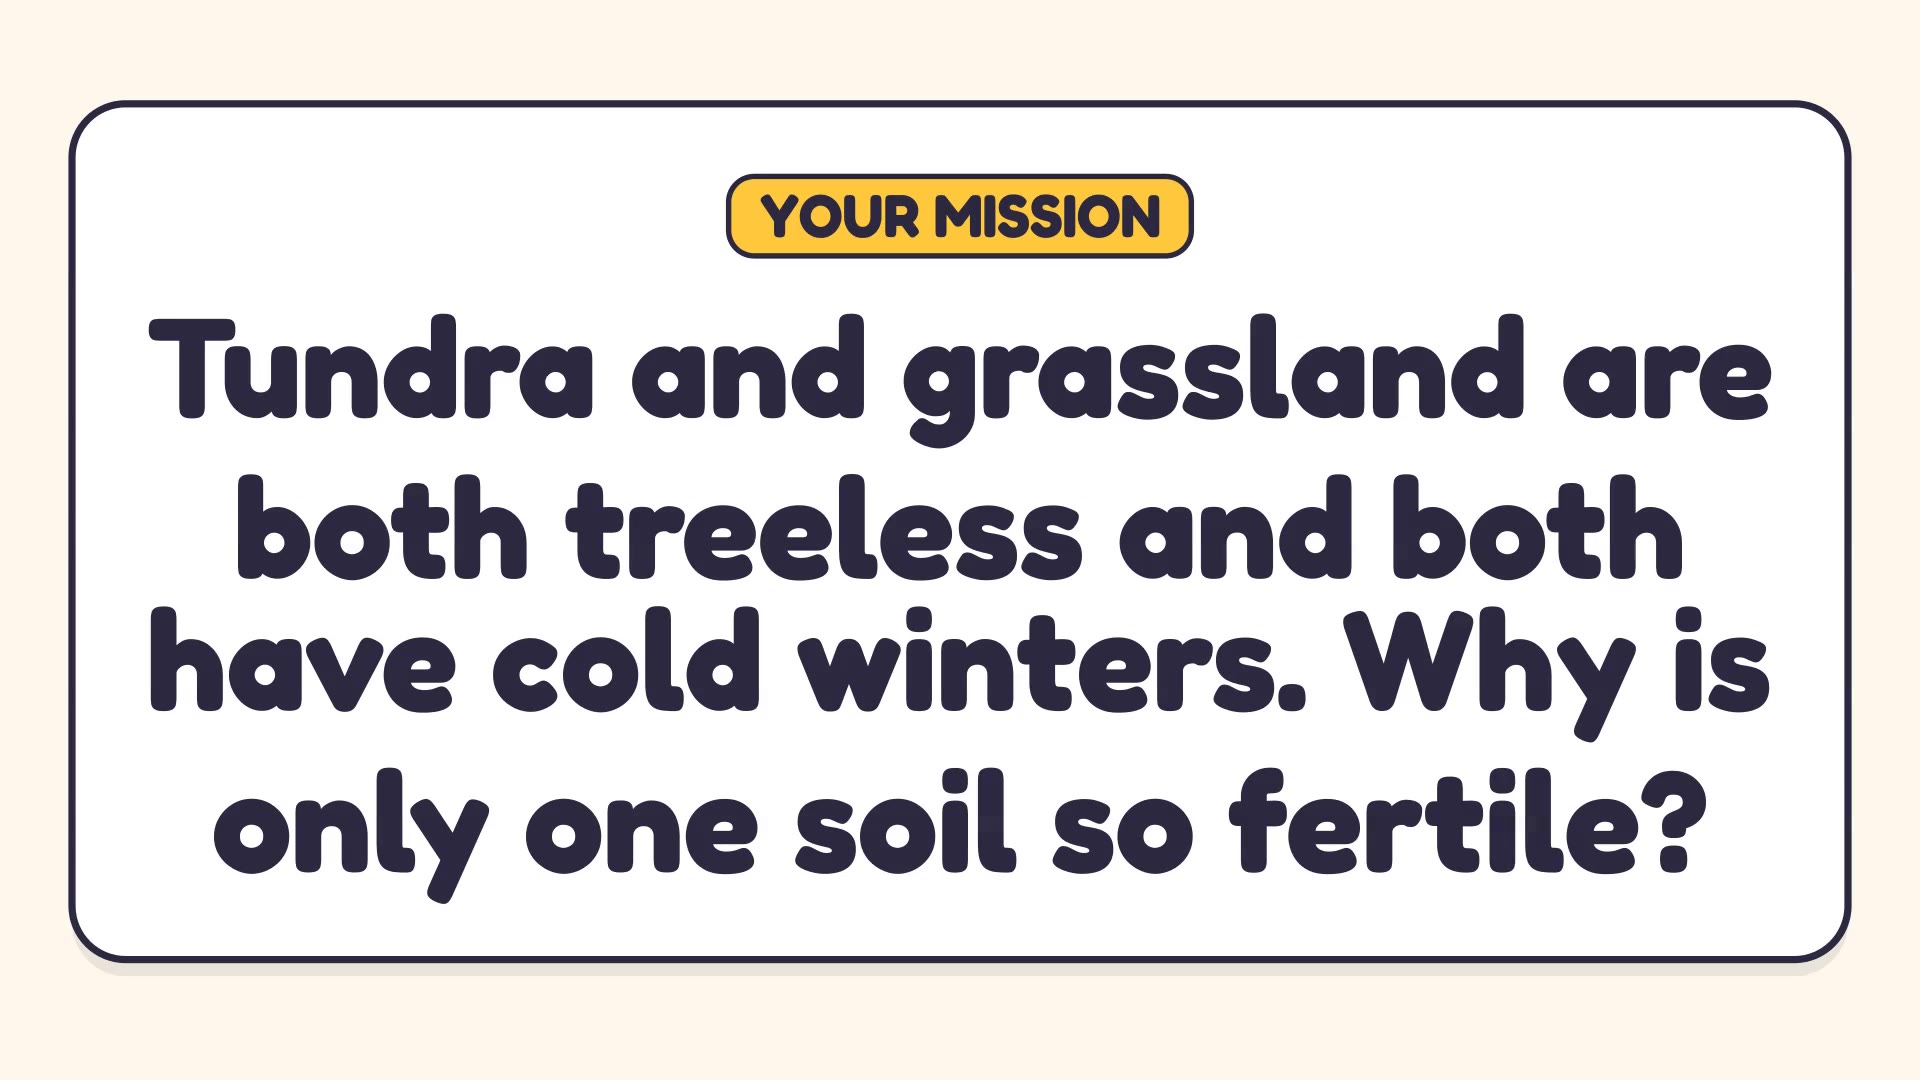 YOUR MISSION
Tundra and grassland are
both treeless and both
have cold winters. Why is
only one soil so fertile?